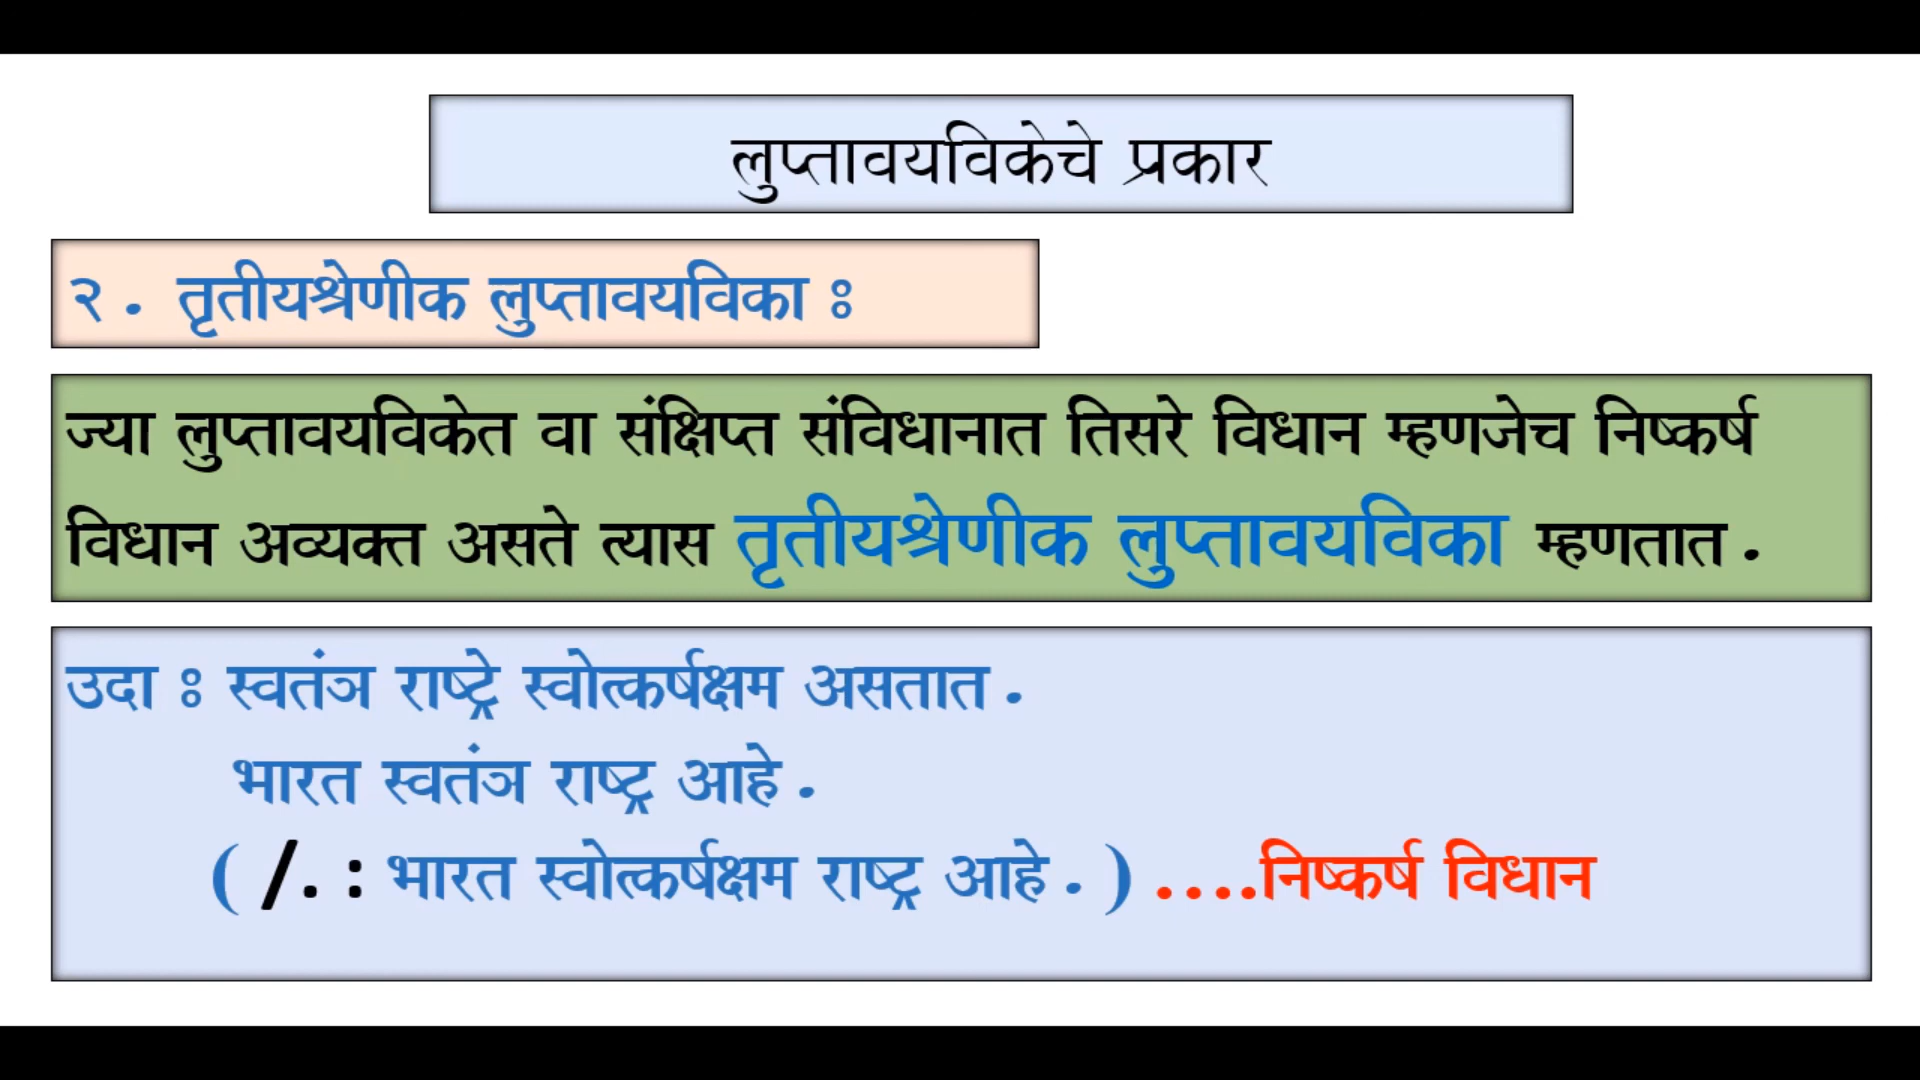 लुप्तावयविकेचे प्रकार
२. तृतीयश्रेणीक लुप्तावयविका :
ज्या लुप्तावयविकेत वा संक्षिप्त संविधानात तिसरे विधान म्हणजेच निष्कर्ष
विधान अव्यक्त असते त्यास तृतीयश्रेणीक लुप्तावयविका म्हणतात.
उदा : स्वतंञ राष्ट्रे स्वोत्कर्षक्षम असतात.
भारत स्वतंञ राष्ट्र आहे.
( /. : भारत स्वोत्कर्षक्षम राष्ट्र आहे. ) ....निष्कर्ष विधान